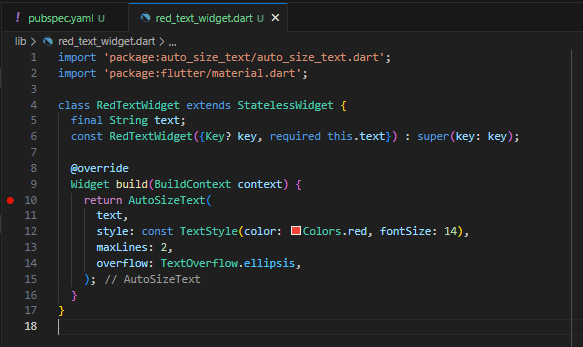 ! pubspec.yaml U red_text_widget.dart U ×
lib > red_text_widget.dart > ...
1 import 'package:auto_size_text/auto_size_text.dart';
2 import 'package:flutter/material.dart';
3
4 class RedTextWidget extends StatelessWidget {
5   final String text;
6   const RedTextWidget({Key? key, required this.text}) : super(key: key);
7
8   @override
9   Widget build(BuildContext context) {
10     return AutoSizeText(
11       text,
12       style: const TextStyle(color: Colors.red, fontSize: 14),
13       maxLines: 2,
14       overflow: TextOverflow.ellipsis,
15     ); // AutoSizeText
16   }
17 }
18